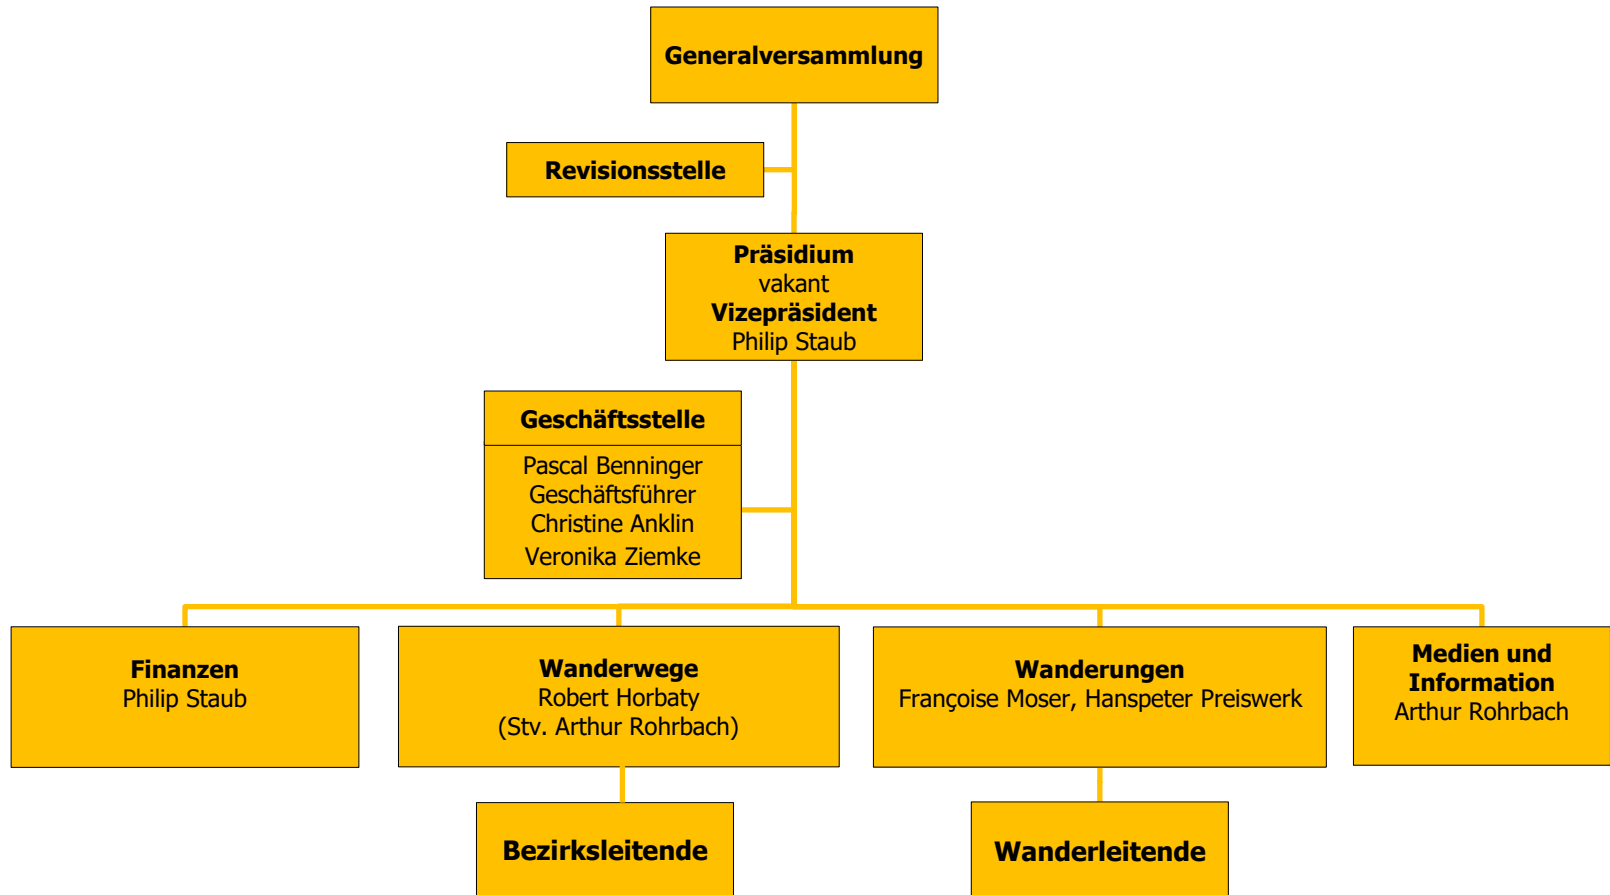 Generalversammlung
Revisionsstelle
Präsidium
vakant
Vizepräsident
Philip Staub
Geschäftsstelle
Pascal Benninger
Geschäftsführer
Christine Anklin
Veronika Ziemke
Finanzen
Philip Staub
Wanderwege
Robert Horbaty
(Stv. Arthur Rohrbach)
Wanderungen
Françoise Moser, Hanspeter Preiswerk
Medien und
Information
Arthur Rohrbach
Bezirksleitende
Wanderleitende